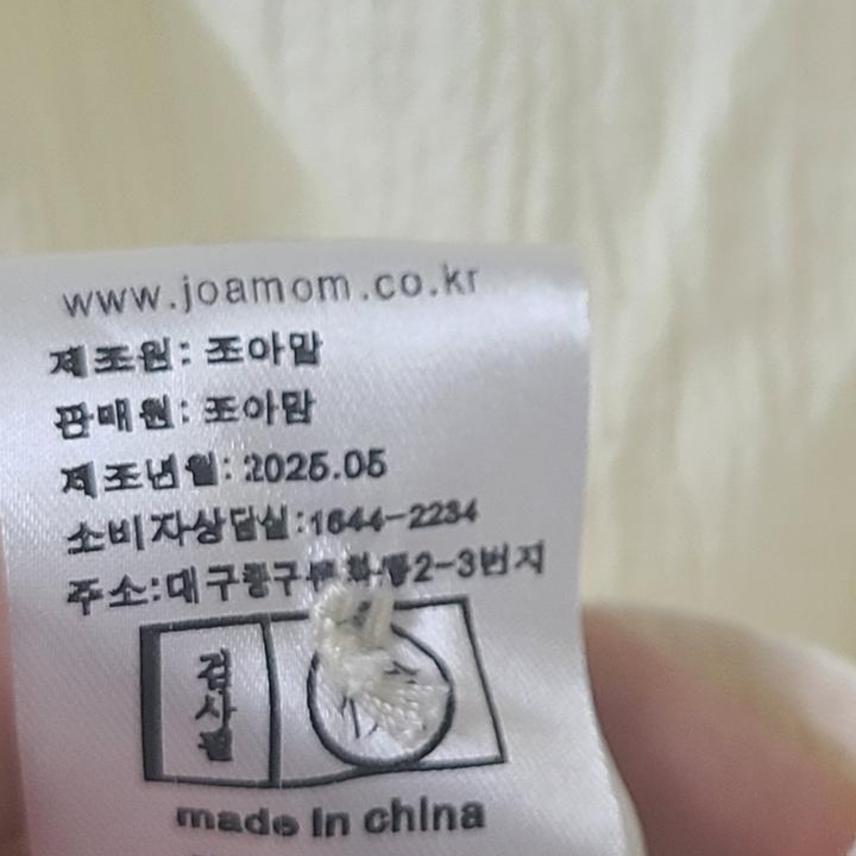 www.joamom.co.kr
제조원: 조아맘
판매원: 조아맘
제조년월: 2025.05
소비자상담실:1644-2234
주소:대구중구 2-3번지
검사필
made in china